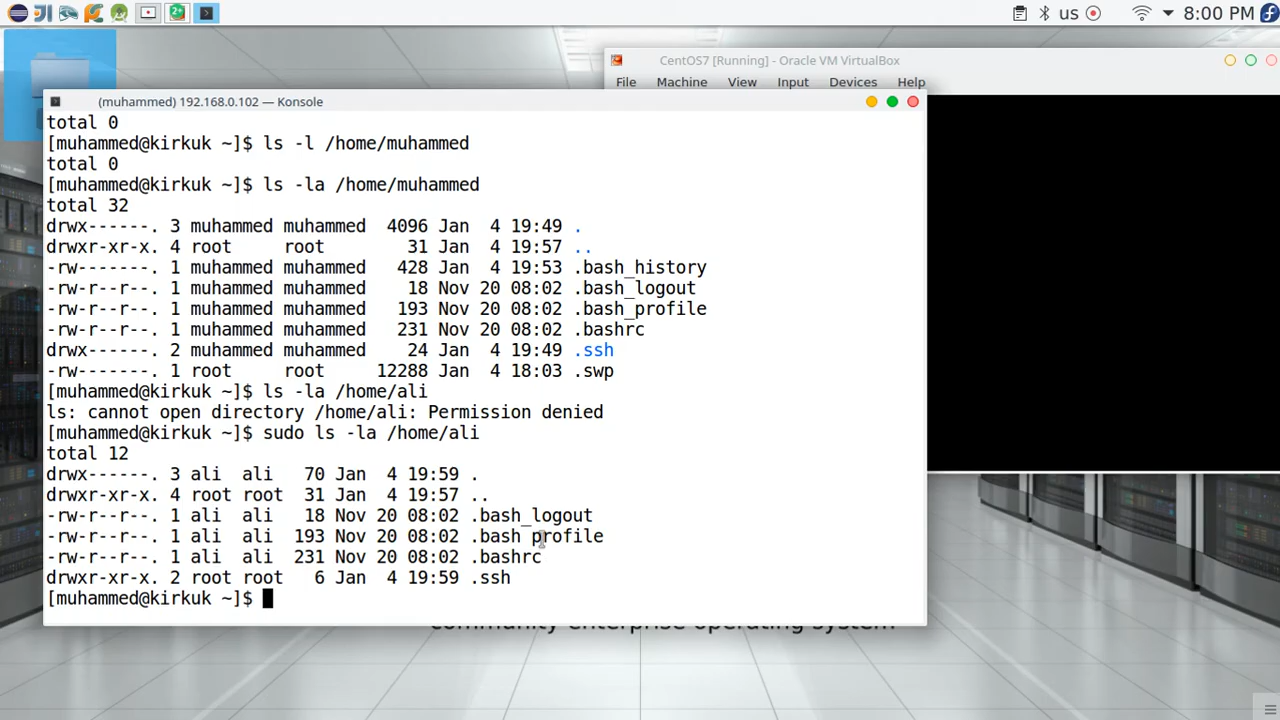 us
8:00 PM
CentOS7 [Running] - Oracle VM VirtualBox
File Machine View Input Devices Help
(muhammed) 192.168.0.102 — Konsole
total 0
[muhammed@kirkuk ~]$ ls -l /home/muhammed
total 0
[muhammed@kirkuk ~]$ ls -la /home/muhammed
total 32
drwx------. 3 muhammed muhammed  4096 Jan  4 19:49 .
drwxr-xr-x. 4 root     root        31 Jan  4 19:57 ..
-rw-------. 1 muhammed muhammed   428 Jan  4 19:53 .bash_history
-rw-r--r--. 1 muhammed muhammed    18 Nov 20 08:02 .bash_logout
-rw-r--r--. 1 muhammed muhammed   193 Nov 20 08:02 .bash_profile
-rw-r--r--. 1 muhammed muhammed   231 Nov 20 08:02 .bashrc
drwx------. 2 muhammed muhammed    24 Jan  4 19:49 .ssh
-rw-------. 1 root     root     12288 Jan  4 18:03 .swp
[muhammed@kirkuk ~]$ ls -la /home/ali
ls: cannot open directory /home/ali: Permission denied
[muhammed@kirkuk ~]$ sudo ls -la /home/ali
total 12
drwx------. 3 ali  ali   70 Jan  4 19:59 .
drwxr-xr-x. 4 root root  31 Jan  4 19:57 ..
-rw-r--r--. 1 ali  ali   18 Nov 20 08:02 .bash_logout
-rw-r--r--. 1 ali  ali  193 Nov 20 08:02 .bash_profile
-rw-r--r--. 1 ali  ali  231 Nov 20 08:02 .bashrc
drwxr-xr-x. 2 root root   6 Jan  4 19:59 .ssh
[muhammed@kirkuk ~]$
community enterprise operating system